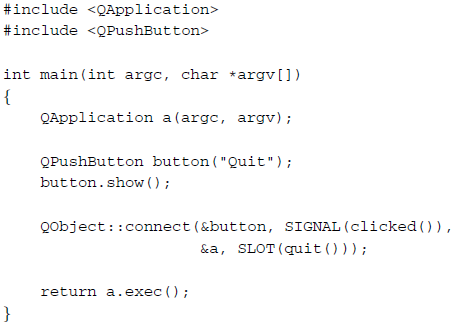 #include <QApplication>
#include <QPushButton>

int main(int argc, char *argv[])
{
    QApplication a(argc, argv);

    QPushButton button("Quit");
    button.show();

    QObject::connect(&button, SIGNAL(clicked()),
                     &a, SLOT(quit()));

    return a.exec();
}